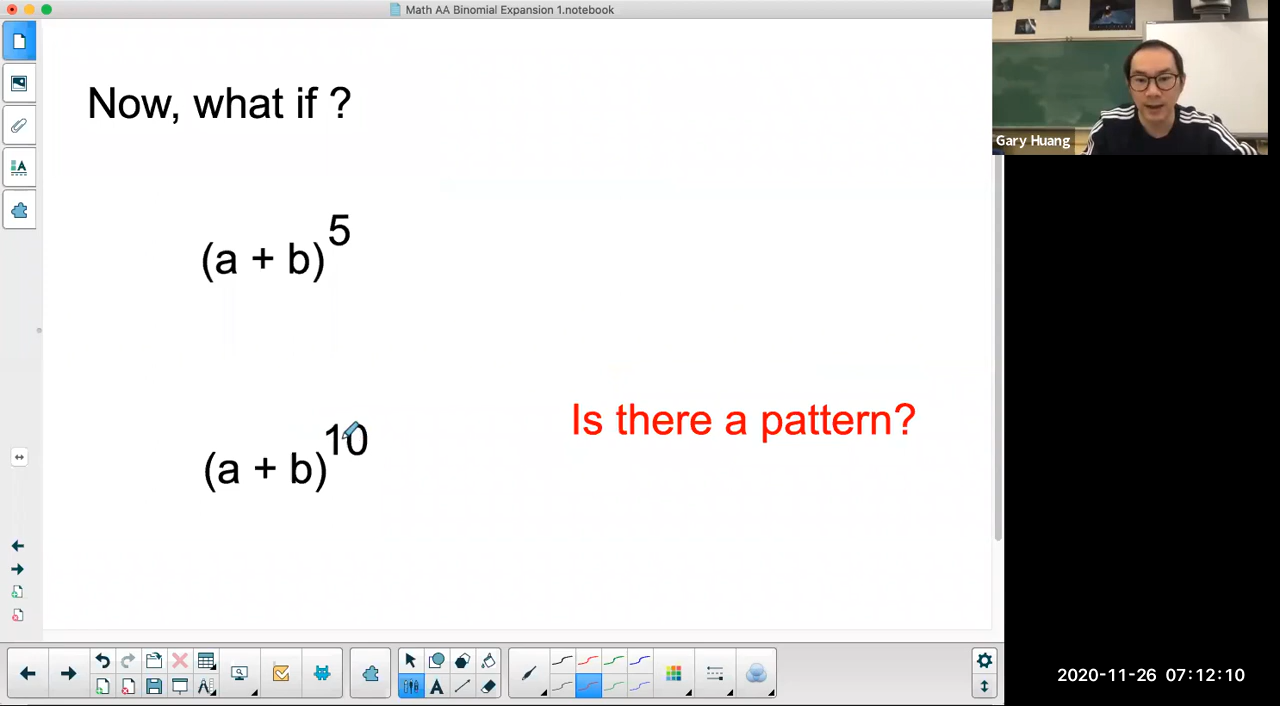 Math AA Binomial Expansion 1.notebook
Now, what if ?
Gary Huang
(a + b)^5
Is there a pattern?
(a + b)^10
2020-11-26 07:12:10